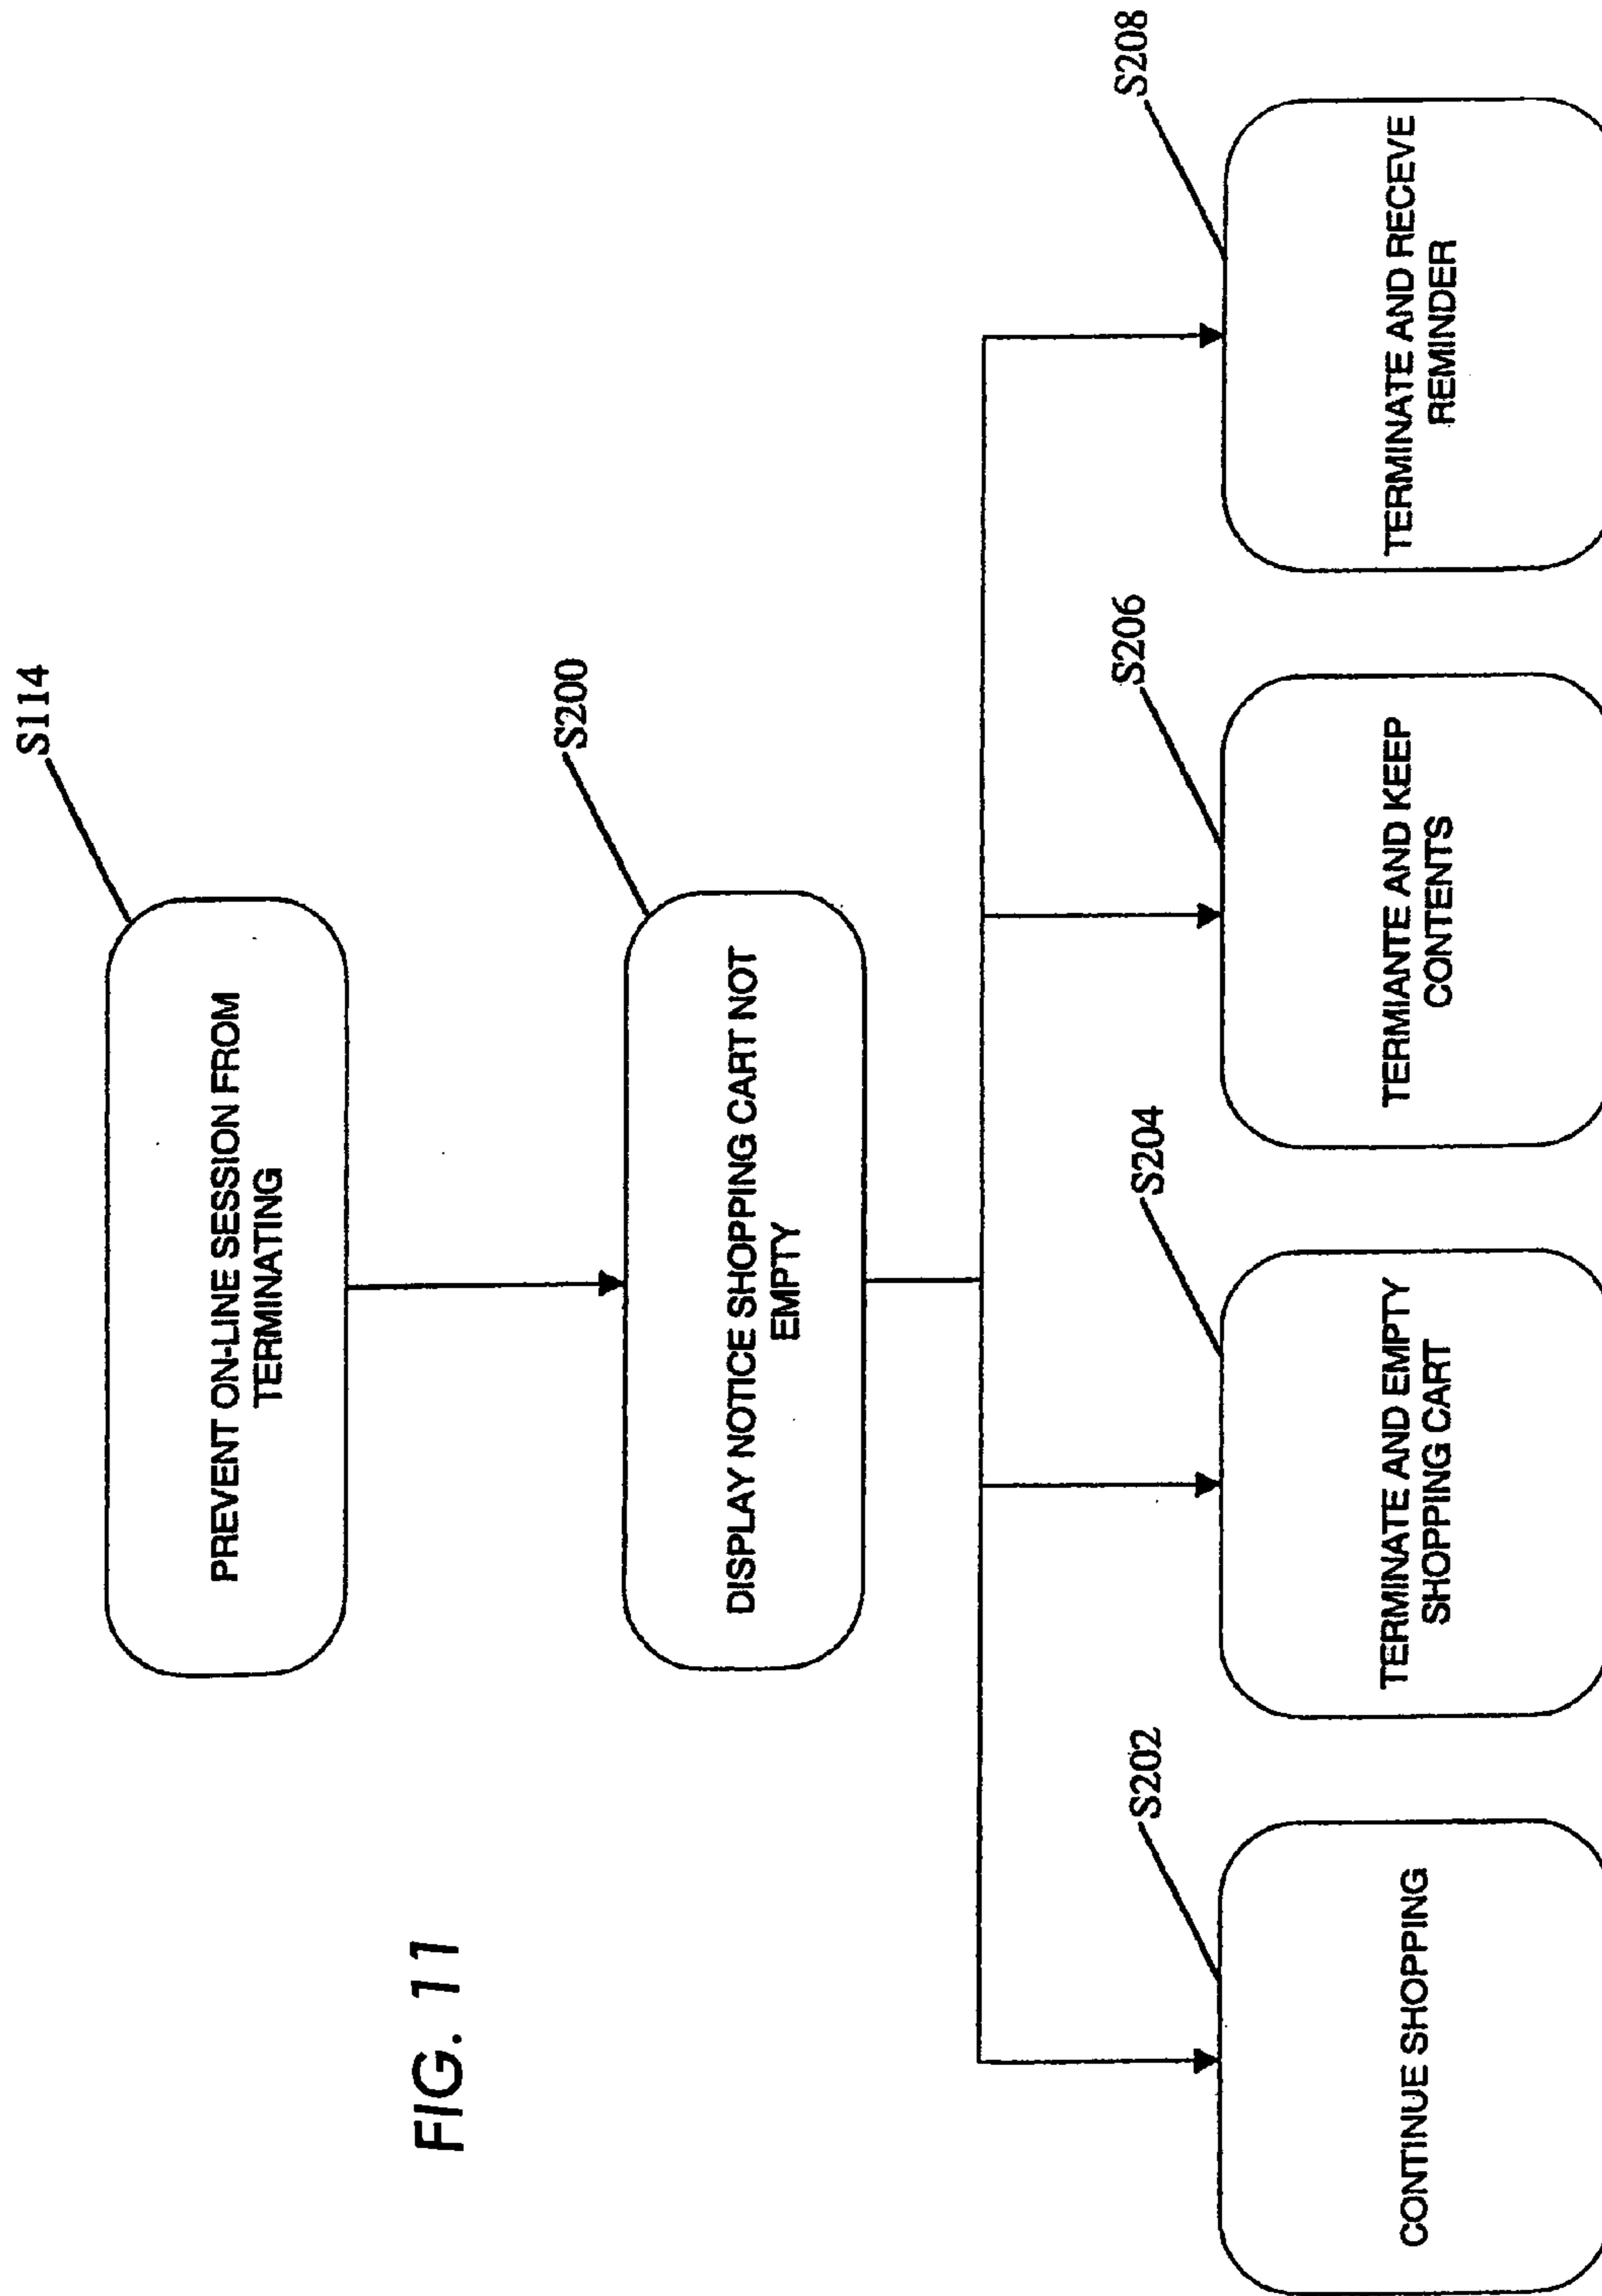 S114
PREVENT ON-LINE SESSION FROM
TERMINATING
S200
DISPLAY NOTICE SHOPPING CART NOT
EMPTY
FIG. 11
S202
CONTINUE SHOPPING
S204
TERMINATE AND EMPTY
SHOPPING CART
S206
TERMIANTE AND KEEP
CONTENTS
S208
TERMINATE AND RECEVE
REMINDER